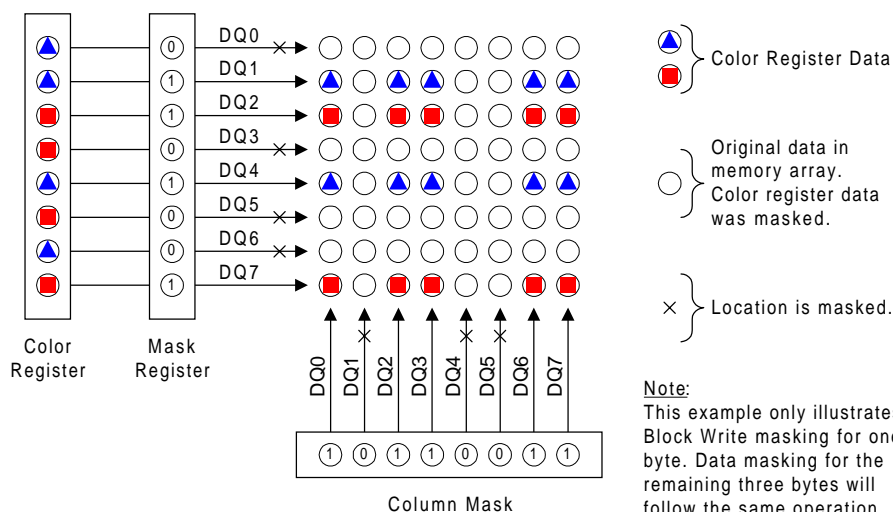 DQ0
0
DQ1
1
DQ2
1
DQ3
0
DQ4
1
DQ5
0
DQ6
0
DQ7
1
Color
Register
Mask
Register
DQ0
DQ1
DQ2
DQ3
DQ4
DQ5
DQ6
DQ7
1 0 1 1 0 0 1 1
Column Mask
Color Register Data
Original data in
memory array.
Color register data
was masked.
Location is masked.
Note:
This example only illustrate
Block Write masking for one
byte. Data masking for the
remaining three bytes will
follow the same operation